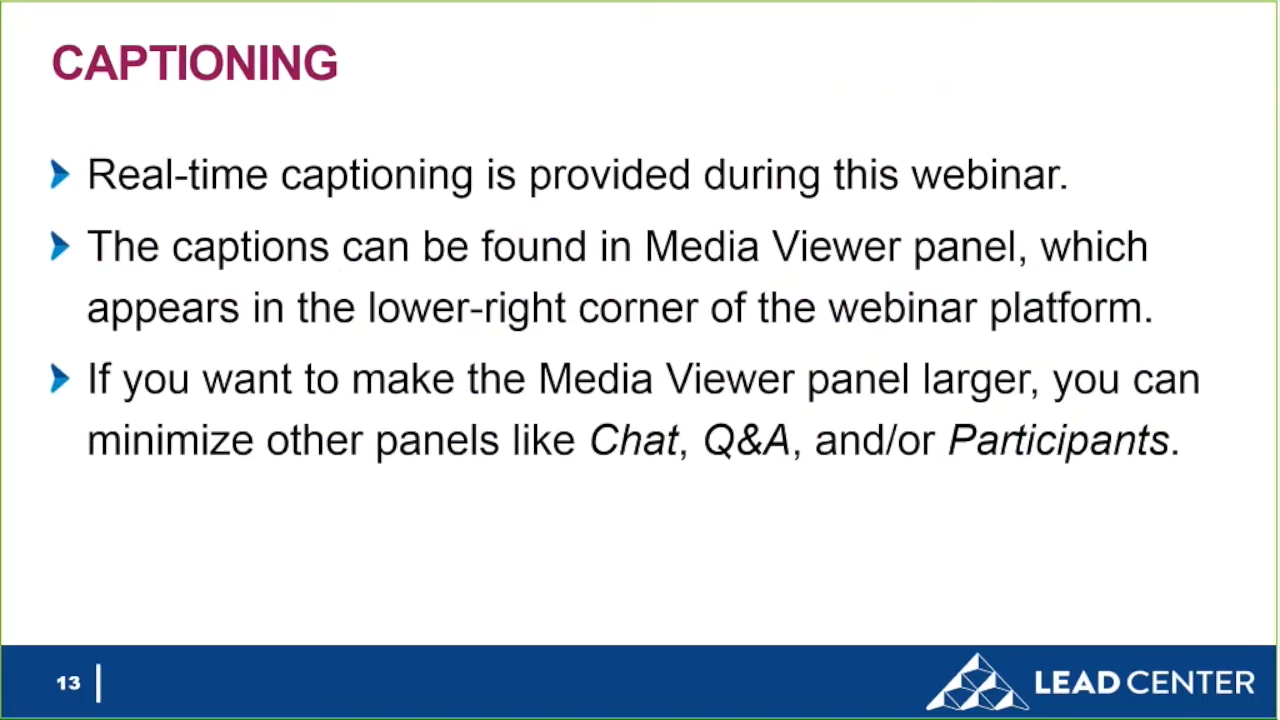 CAPTIONING
Real-time captioning is provided during this webinar.
The captions can be found in Media Viewer panel, which
appears in the lower-right corner of the webinar platform.
If you want to make the Media Viewer panel larger, you can
minimize other panels like Chat, Q&A, and/or Participants.
13
LEAD CENTER